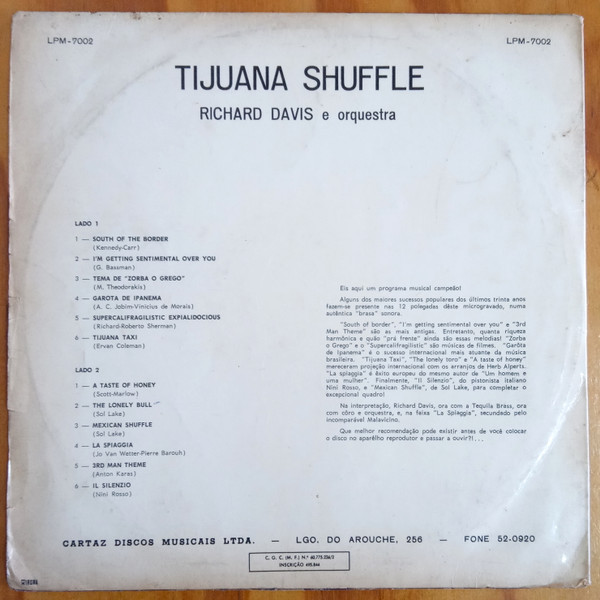 LPM-7002 LPM-7002
TIJUANA SHUFFLE
RICHARD DAVIS e orquestra
LADO 1
1 — SOUTH OF THE BORDER
(Kennedy-Carr)
2 — I'M GETTING SENTIMENTAL OVER YOU
(G. Bassman)
3 — TEMA DE "ZORBA O GREGO"
(M. Theodorakis)
4 — GAROTA DE IPANEMA
(A. C. Jobim-Vinicius de Morais)
5 — SUPERCALIFRAGILISTIC EXPIALIDOCIOUS
(Richard-Roberto Sherman)
6 — TIJUANA TAXI
(Ervan Coleman)
LADO 2
1 — A TASTE OF HONEY
(Scott-Marlow)
2 — THE LONELY BULL
(Sol Lake)
3 — MEXICAN SHUFFLE
(Sol Lake)
4 — LA SPIAGGIA
(Jo Van Wetter-Pierre Barouh)
5 — 3RD MAN THEME
(Anton Karas)
6 — IL SILENZIO
(Nini Rosso)
Eis aqui um programa musical campeão!
Alguns dos maiores sucessos populares dos últimos trinta anos
fazem-se presente nas 12 polegadas dêste microgravado, numa
autêntica "brasa" sonora.
"South of border", "I'm getting sentimental over you" e "3rd
Man Theme" são as mais antigas. Entretanto, quanta riqueza
harmônica e quão "prá frente" ainda são essas melodias! "Zorba
o Grego" e o "Supercalifragilistic" são músicas de filmes. "Garôta
de Ipanema" é o sucesso internacional mais atuante da música
brasileira. "Tijuana Taxi", "The lonely toro" e "A taste of honey"
mereceram projeção internacional com os arranjos de Herb Alperts.
"La spiaggia" é êxito europeu do mesmo autor de "Um homem e
uma mulher". Finalmente, "Il Silenzio", do pistonista italiano
Nini Rosso, e "Mexican Shuffle", de Sol Lake, para completar o
excepcional quadro!
Na interpretação, Richard Davis, ora com a Tequila Brass, ora
com côro e orquestra, e, na faixa "La Spiaggia", secundado pelo
incomparável Malavicino.
Que melhor recomendação pode existir antes de você colocar
o disco no aparêlho reprodutor e passar a ouvir?!...
CARTAZ DISCOS MUSICAIS LTDA. — LGO. DO AROUCHE, 256 — FONE 52-0920
C. G. C. (M. F.) N.º
INSCRIÇÃO